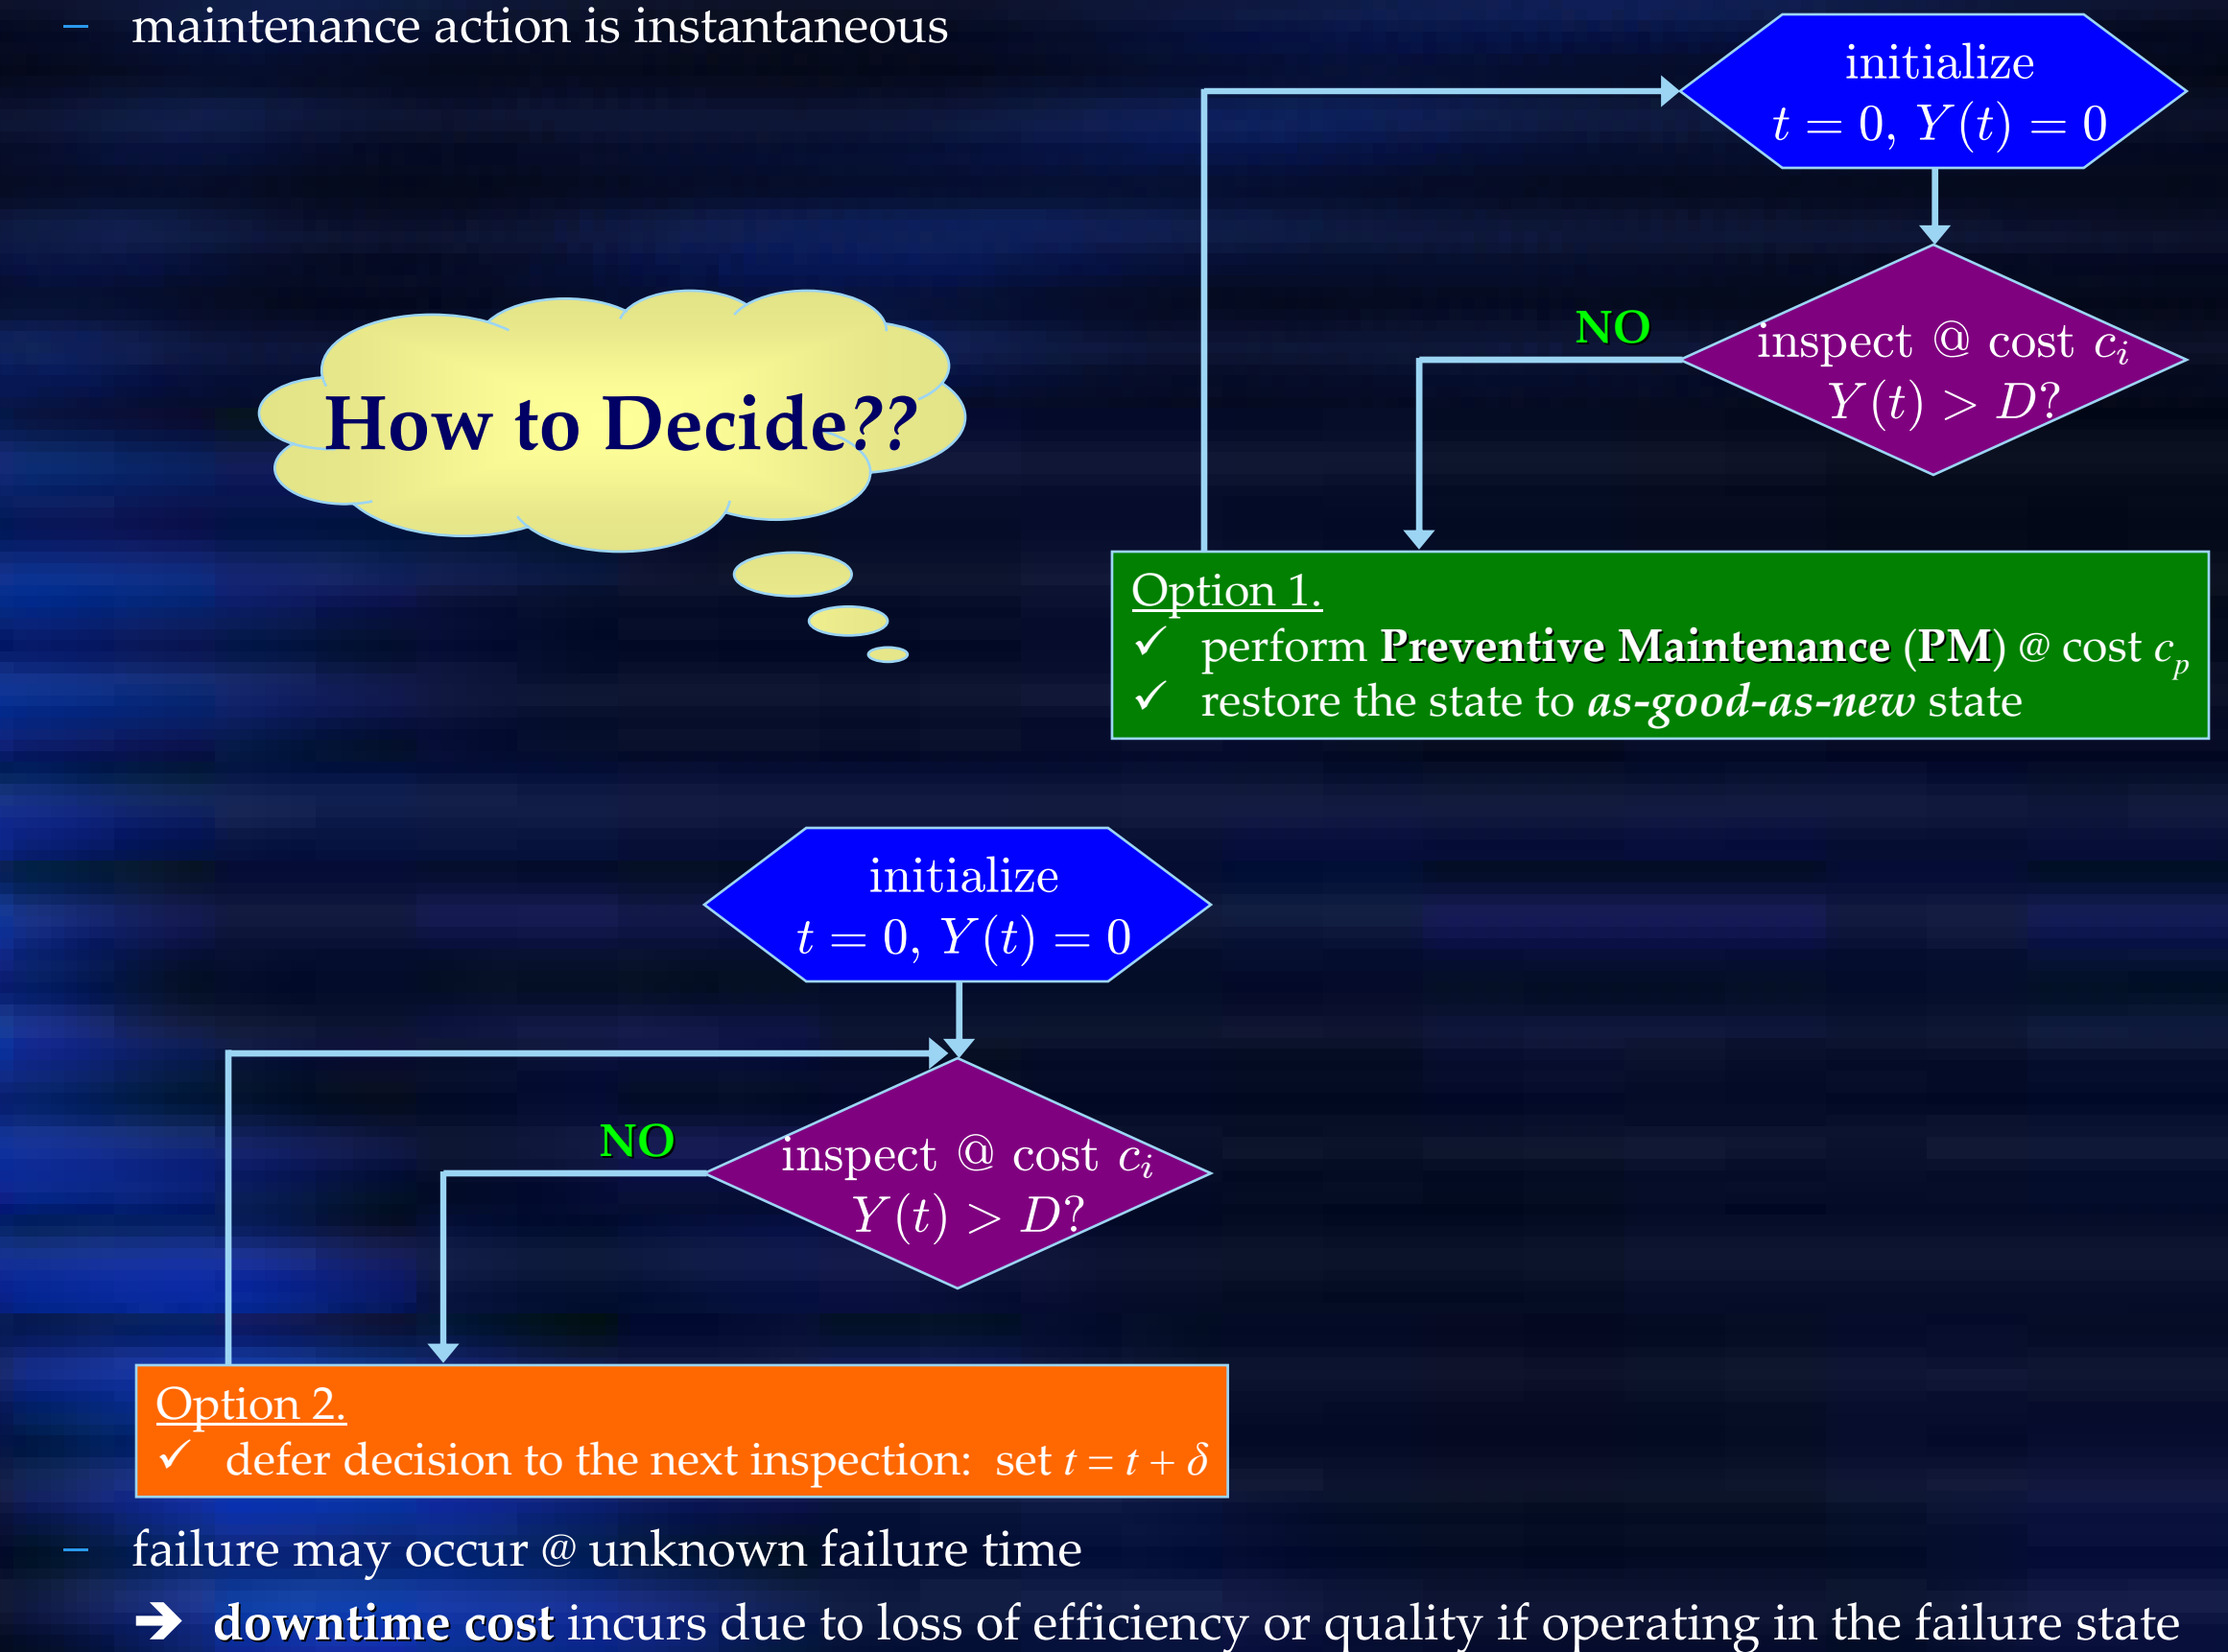 – maintenance action is instantaneous
initialize
t = 0, Y(t) = 0
NO
inspect @ cost c_i
Y(t) > D?
How to Decide??
Option 1.
✓ perform Preventive Maintenance (PM) @ cost c_p
✓ restore the state to as-good-as-new state
initialize
t = 0, Y(t) = 0
NO
inspect @ cost c_i
Y(t) > D?
Option 2.
✓ defer decision to the next inspection: set t = t + δ
– failure may occur @ unknown failure time
➔ downtime cost incurs due to loss of efficiency or quality if operating in the failure state